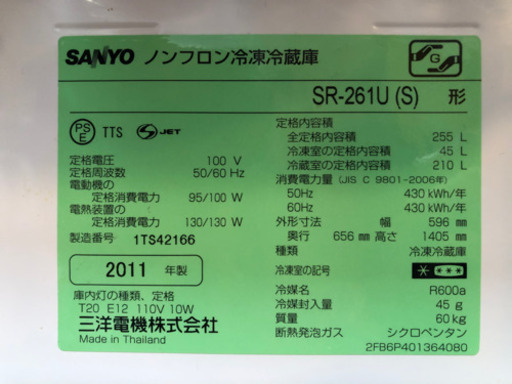 SANYO ノンフロン冷凍冷蔵庫
G
SR-261U (S) 形
PS E TTS S JET
定格電圧 100 V
定格周波数 50/60 Hz
電動機の
定格消費電力 95/100 W
電熱装置の
定格消費電力 130/130 W
製造番号 1TS42166
2011 年製
庫内灯の種類、定格
T20 E12 110V 10W
三洋電機株式会社
Made in Thailand
定格内容積
全定格内容積 255 L
冷凍室の定格内容積 45 L
冷蔵室の定格内容積 210 L
消費電力量 (JIS C 9801-2006年)
50Hz 430 kWh/年
60Hz 430 kWh/年
外形寸法 幅 596 mm
奥行 656 mm 高さ 1405 mm
種類 冷凍冷蔵庫
冷凍室の記号
冷媒名 R600a
冷媒封入量 45 g
質量 60 kg
断熱発泡ガス シクロペンタン
2FB6P401364080